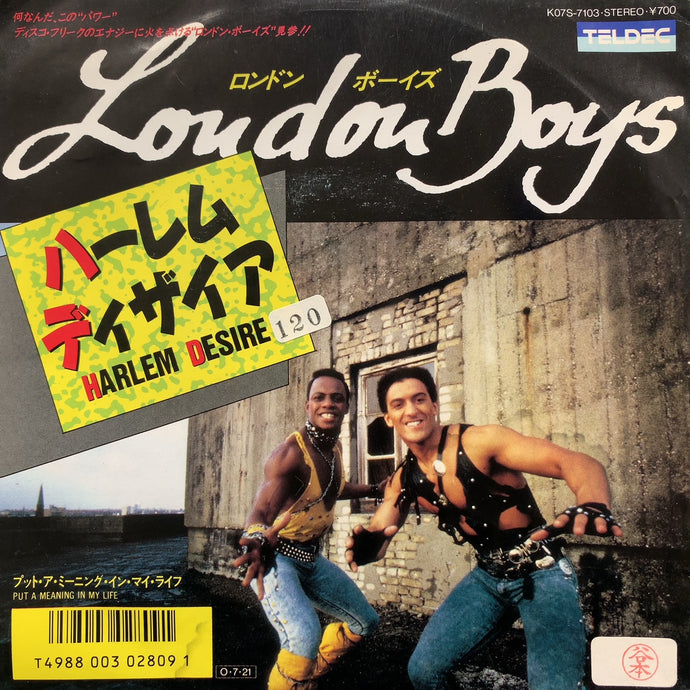 何なんだ、この"パワー"
ディスコ・フリークのエナジーに火を点ける"ロンドン・ボーイズ"見参!!
K07S-7103・STEREO・¥700
TELDEC
ロンドン ボーイズ
London Boys
ハーレム
ディザイア
HARLEM DESIRE
120
プット・ア・ミーニング・イン・マイ・ライフ
PUT A MEANING IN MY LIFE
T4988 003 02809 1
O・7・21
谷本